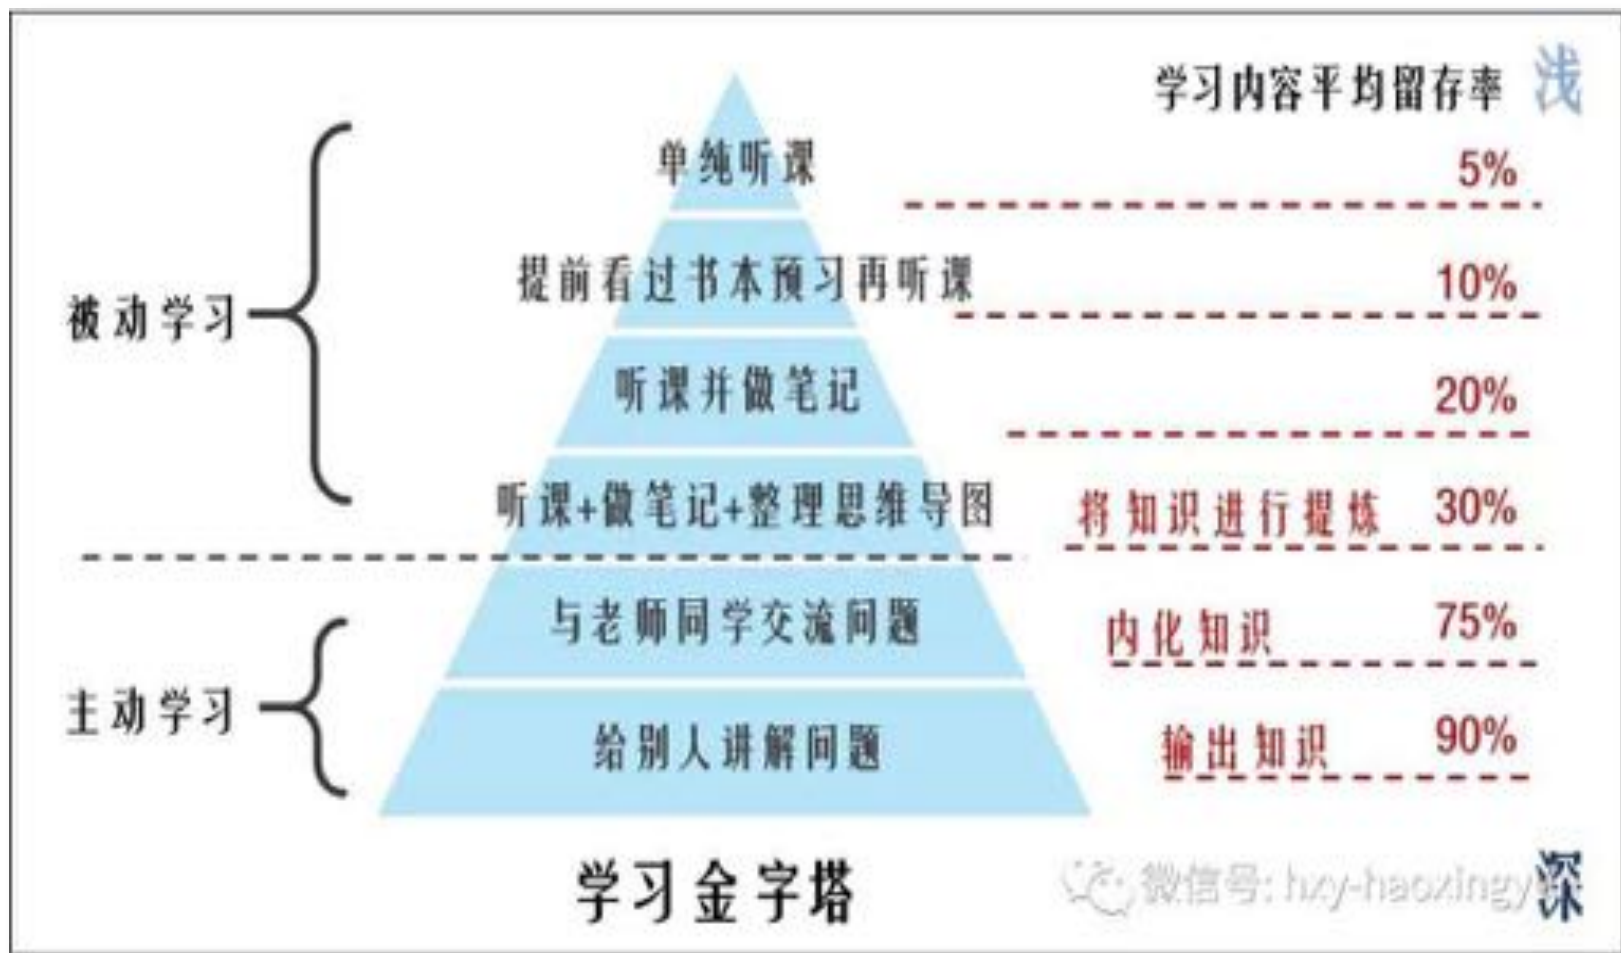 学习内容平均留存率 浅
单纯听课 5%
提前看过书本预习再听课 10%
被动学习
听课并做笔记 20%
听课+做笔记+整理思维导图 将知识进行提炼 30%
与老师同学交流问题 内化知识 75%
主动学习
给别人讲解问题 输出知识 90%
学习金字塔
微信号: hxy-haoxingy
深